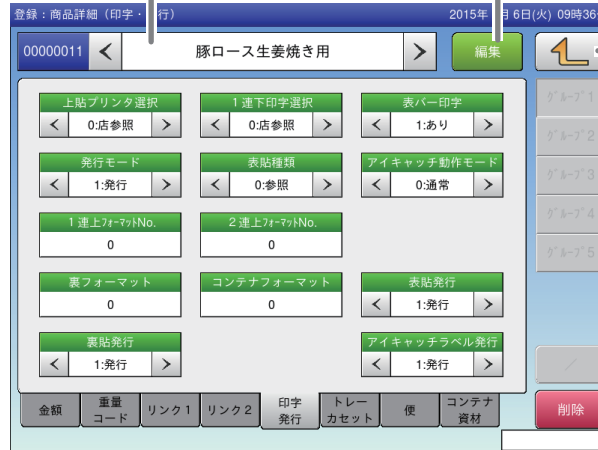 登録：商品詳細（印字・行） 2015年 月 6日(火) 09時36
00000011 < 豚ロース生姜焼き用 > 編集
上貼プリンタ選択 1連下印字選択 表バー印字
< 0:店参照 > < 0:店参照 > < 1:あり >
発行モード 表貼種類 アイキャッチ動作モード
< 1:発行 > < 0:参照 > < 0:通常 >
1連上ﾌｫｰﾏｯﾄNo. 2連上ﾌｫｰﾏｯﾄNo.
0 0
裏フォーマット コンテナフォーマット 表貼発行
0 0 < 1:発行 >
裏貼発行 アイキャッチラベル発行
< 1:発行 > < 1:発行 >
ｸﾞﾙｰﾌﾟ1
ｸﾞﾙｰﾌﾟ2
ｸﾞﾙｰﾌﾟ3
ｸﾞﾙｰﾌﾟ4
ｸﾞﾙｰﾌﾟ5
／
金額 重量コード リンク1 リンク2 印字発行 トレーカセット 便 コンテナ資材 削除